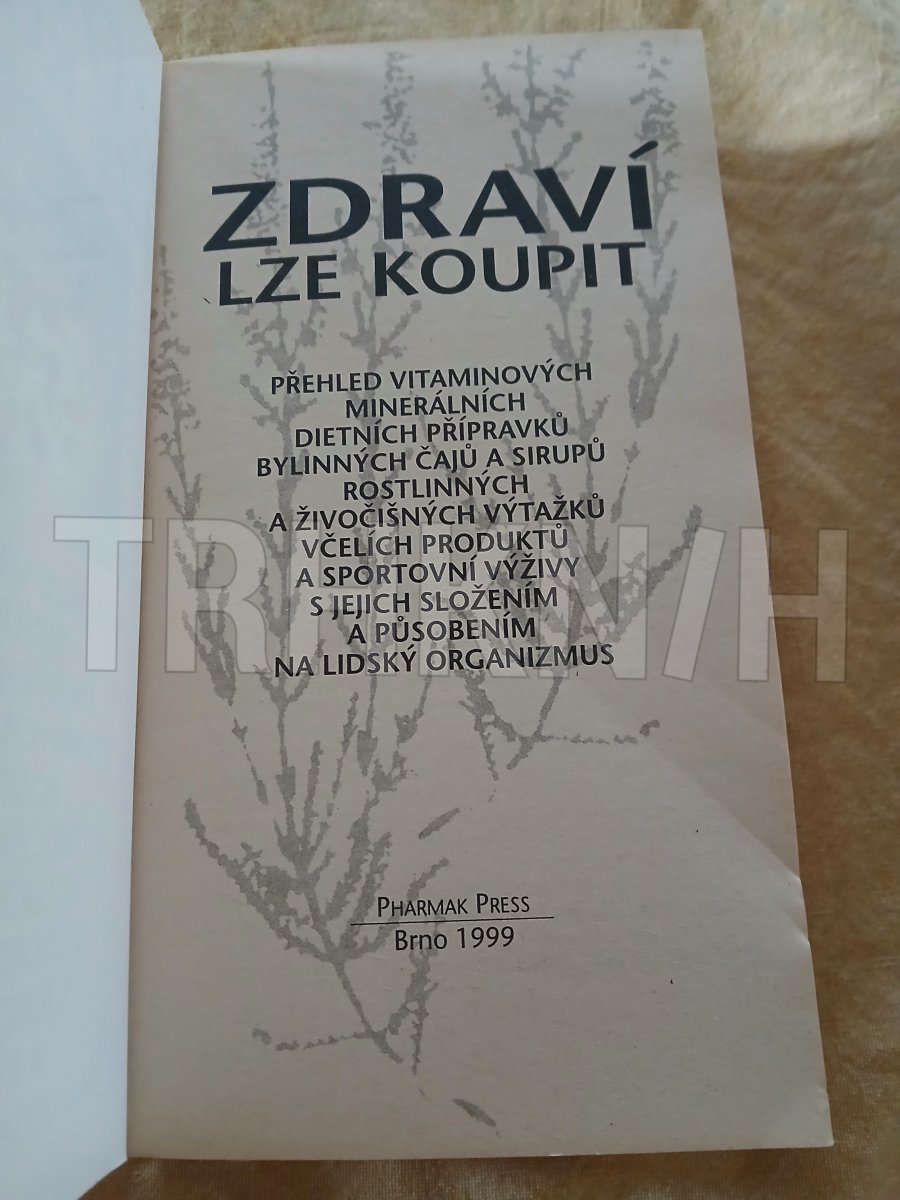 ZDRAVÍ
LZE KOUPIT
PŘEHLED VITAMINOVÝCH
MINERÁLNÍCH
DIETNÍCH PŘÍPRAVKŮ
BYLINNÝCH ČAJŮ A SIRUPŮ
ROSTLINNÝCH
A ŽIVOČIŠNÝCH VÝTAŽKŮ
VČELÍCH PRODUKTŮ
A SPORTOVNÍ VÝŽIVY
S JEJICH SLOŽENÍM
A PŮSOBENÍM
NA LIDSKÝ ORGANIZMUS
PHARMAK PRESS
Brno 1999